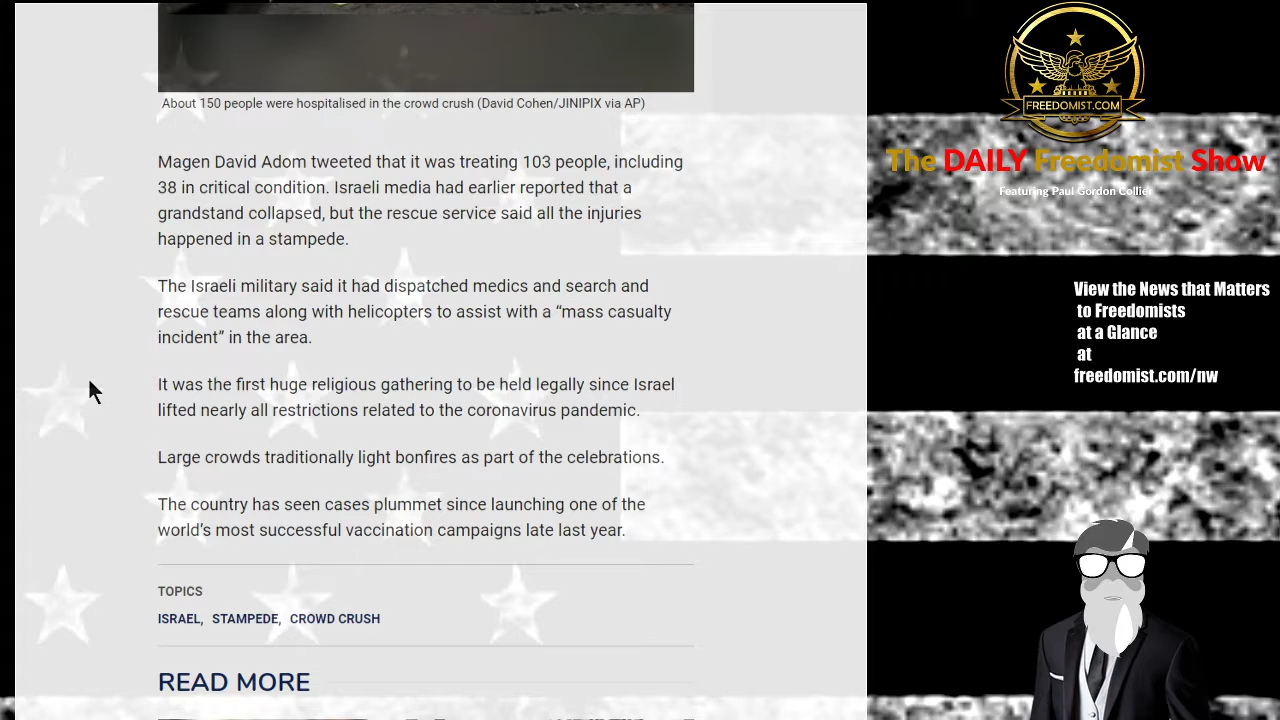 About 150 people were hospitalised in the crowd crush (David Cohen/JINIPIX via AP)
Magen David Adom tweeted that it was treating 103 people, including
38 in critical condition. Israeli media had earlier reported that a
grandstand collapsed, but the rescue service said all the injuries
happened in a stampede.
The Israeli military said it had dispatched medics and search and
rescue teams along with helicopters to assist with a “mass casualty
incident” in the area.
It was the first huge religious gathering to be held legally since Israel
lifted nearly all restrictions related to the coronavirus pandemic.
Large crowds traditionally light bonfires as part of the celebrations.
The country has seen cases plummet since launching one of the
world’s most successful vaccination campaigns late last year.
TOPICS
ISRAEL, STAMPEDE, CROWD CRUSH
READ MORE
FREEDOMIST.COM
The DAILY Freedomist Show
Featuring Paul Gordon Collier
View the News that Matters
to Freedomists
at a Glance
at
freedomist.com/nw